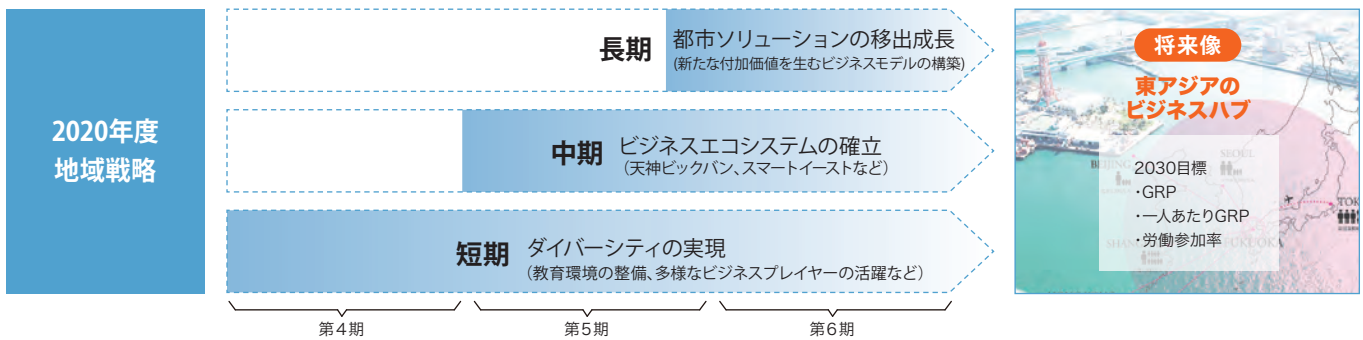 2020年度
地域戦略
長期
都市ソリューションの移出成長
(新たな付加価値を生むビジネスモデルの構築)
中期
ビジネスエコシステムの確立
(天神ビックバン、スマートイーストなど)
短期
ダイバーシティの実現
(教育環境の整備、多様なビジネスプレイヤーの活躍など)
第4期
第5期
第6期
将来像
東アジアの
ビジネスハブ
2030目標
・GRP
・一人あたりGRP
・労働参加率
BEIJING
SEOUL
SHAN
FUKUOKA
TOK